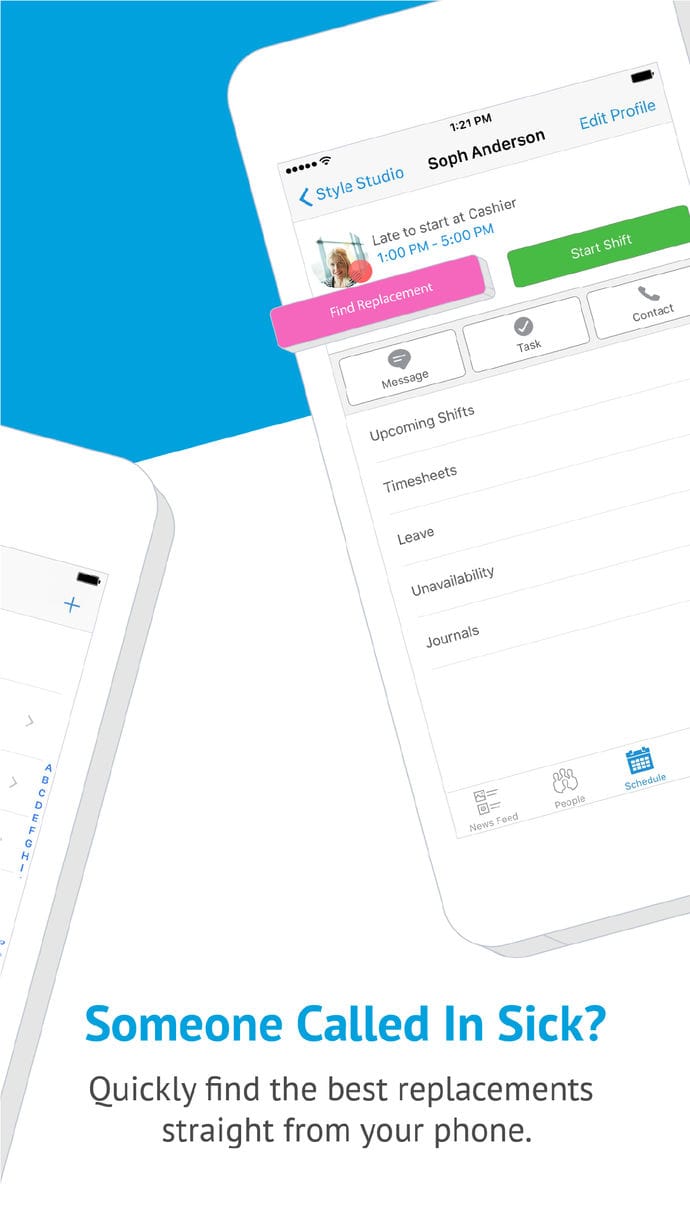 1:21 PM
Style Studio
Soph Anderson
Edit Profile
Late to start at Cashier
1:00 PM - 5:00 PM
Find Replacement
Start Shift
Message
Task
Contact
Upcoming Shifts
Timesheets
Leave
Unavailability
Journals
News Feed
People
Schedule
+
A
B
C
D
E
F
G
H
I
Someone Called In Sick?
Quickly find the best replacements
straight from your phone.